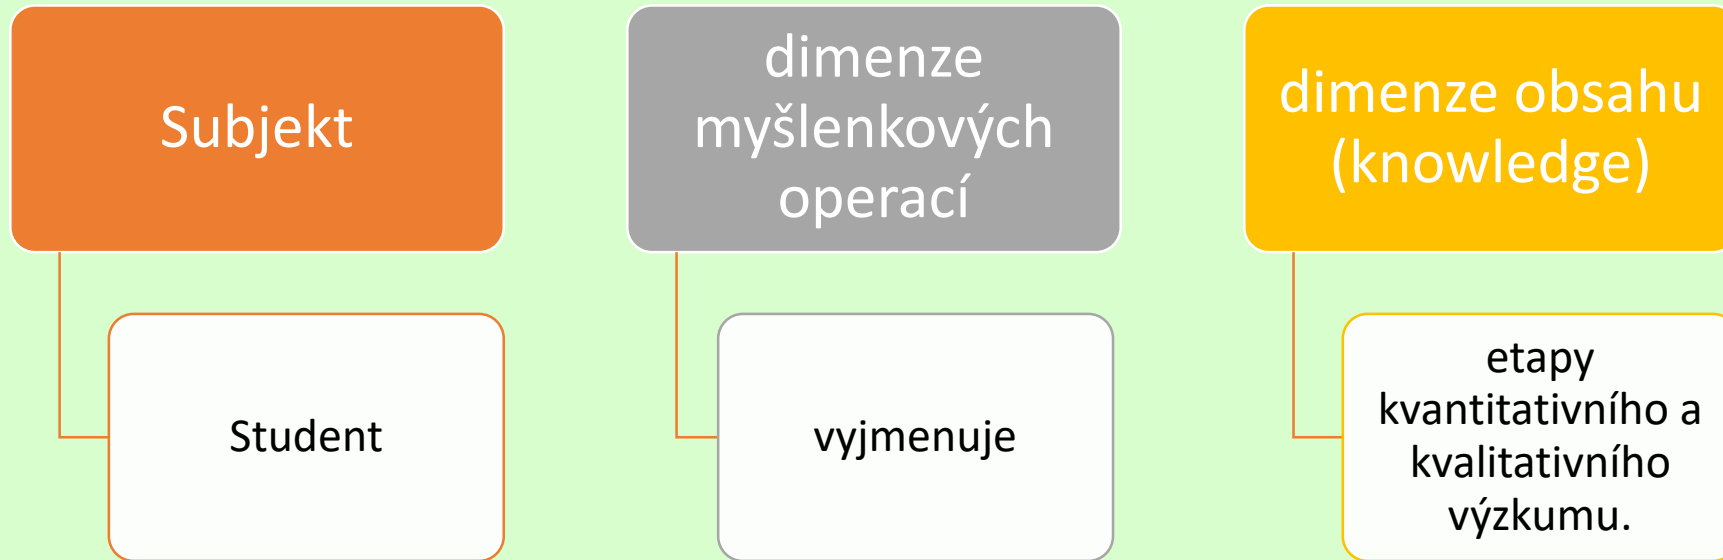 Subjekt
Student
dimenze
myšlenkových
operací
vyjmenuje
dimenze obsahu
(knowledge)
etapy
kvantitativního a
kvalitativního
výzkumu.